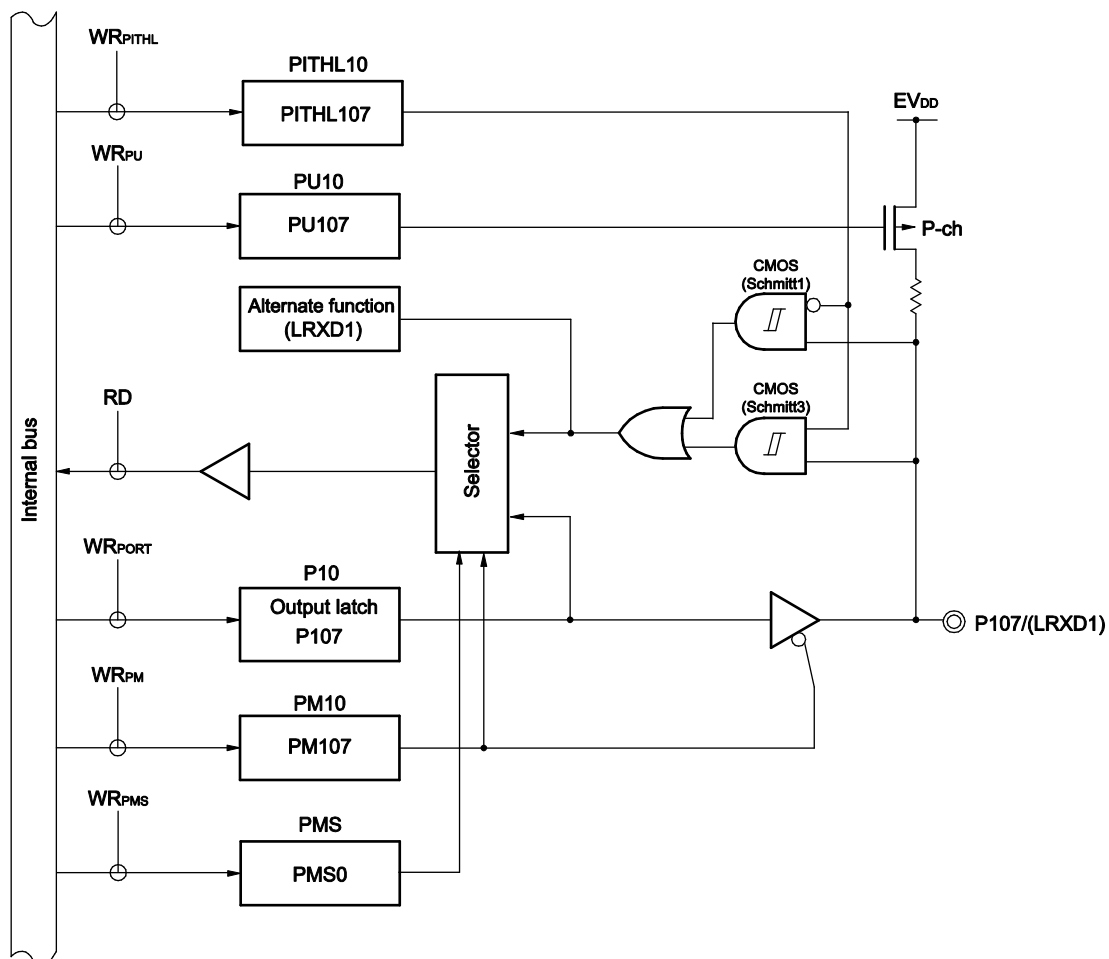 WRPITHL
PITHL10
PITHL107
EVDD
WRPU
PU10
PU107
P-ch
CMOS
(Schmitt1)
Alternate function
(LRXD1)
RD
CMOS
(Schmitt3)
Selector
Internal bus
WRPORT
P10
Output latch
P107
P107/(LRXD1)
WRPM
PM10
PM107
WRPMS
PMS
PMS0